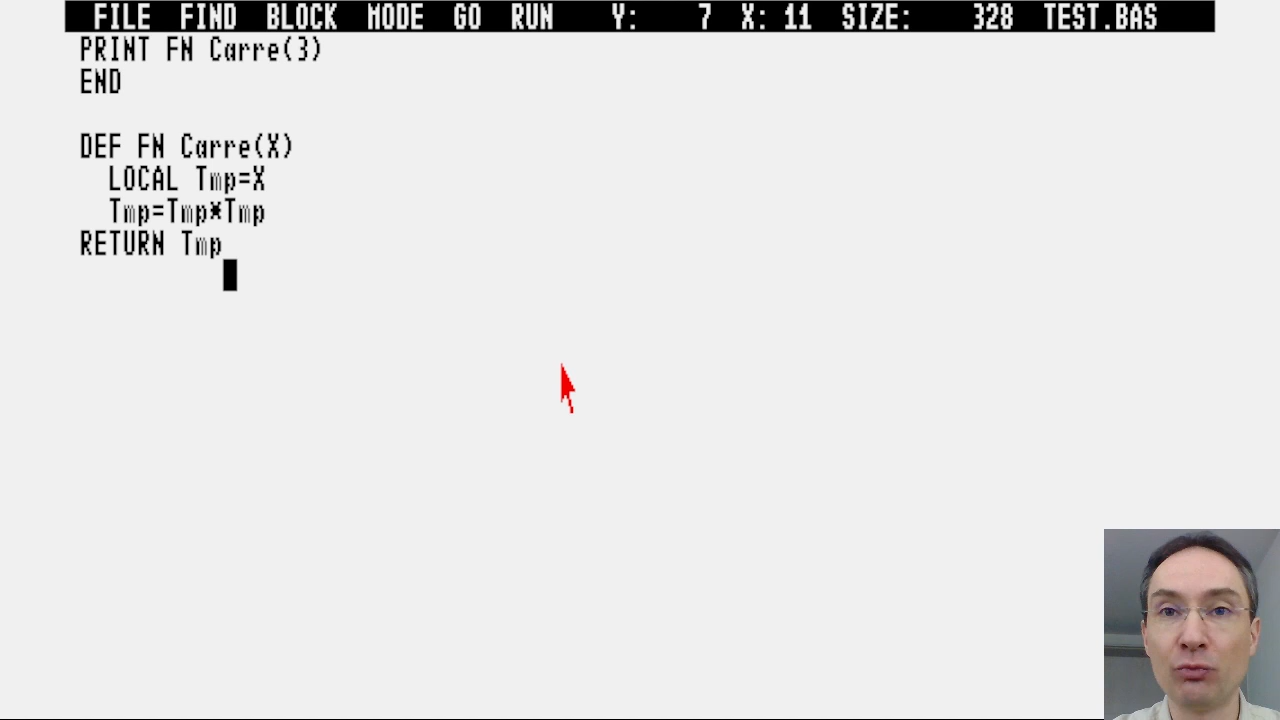 FILE FIND BLOCK MODE GO RUN Y: 7 X: 11 SIZE: 328 TEST.BAS
PRINT FN Carre(3)
END
DEF FN Carre(X)
  LOCAL Tmp=X
  Tmp=Tmp*Tmp
RETURN Tmp